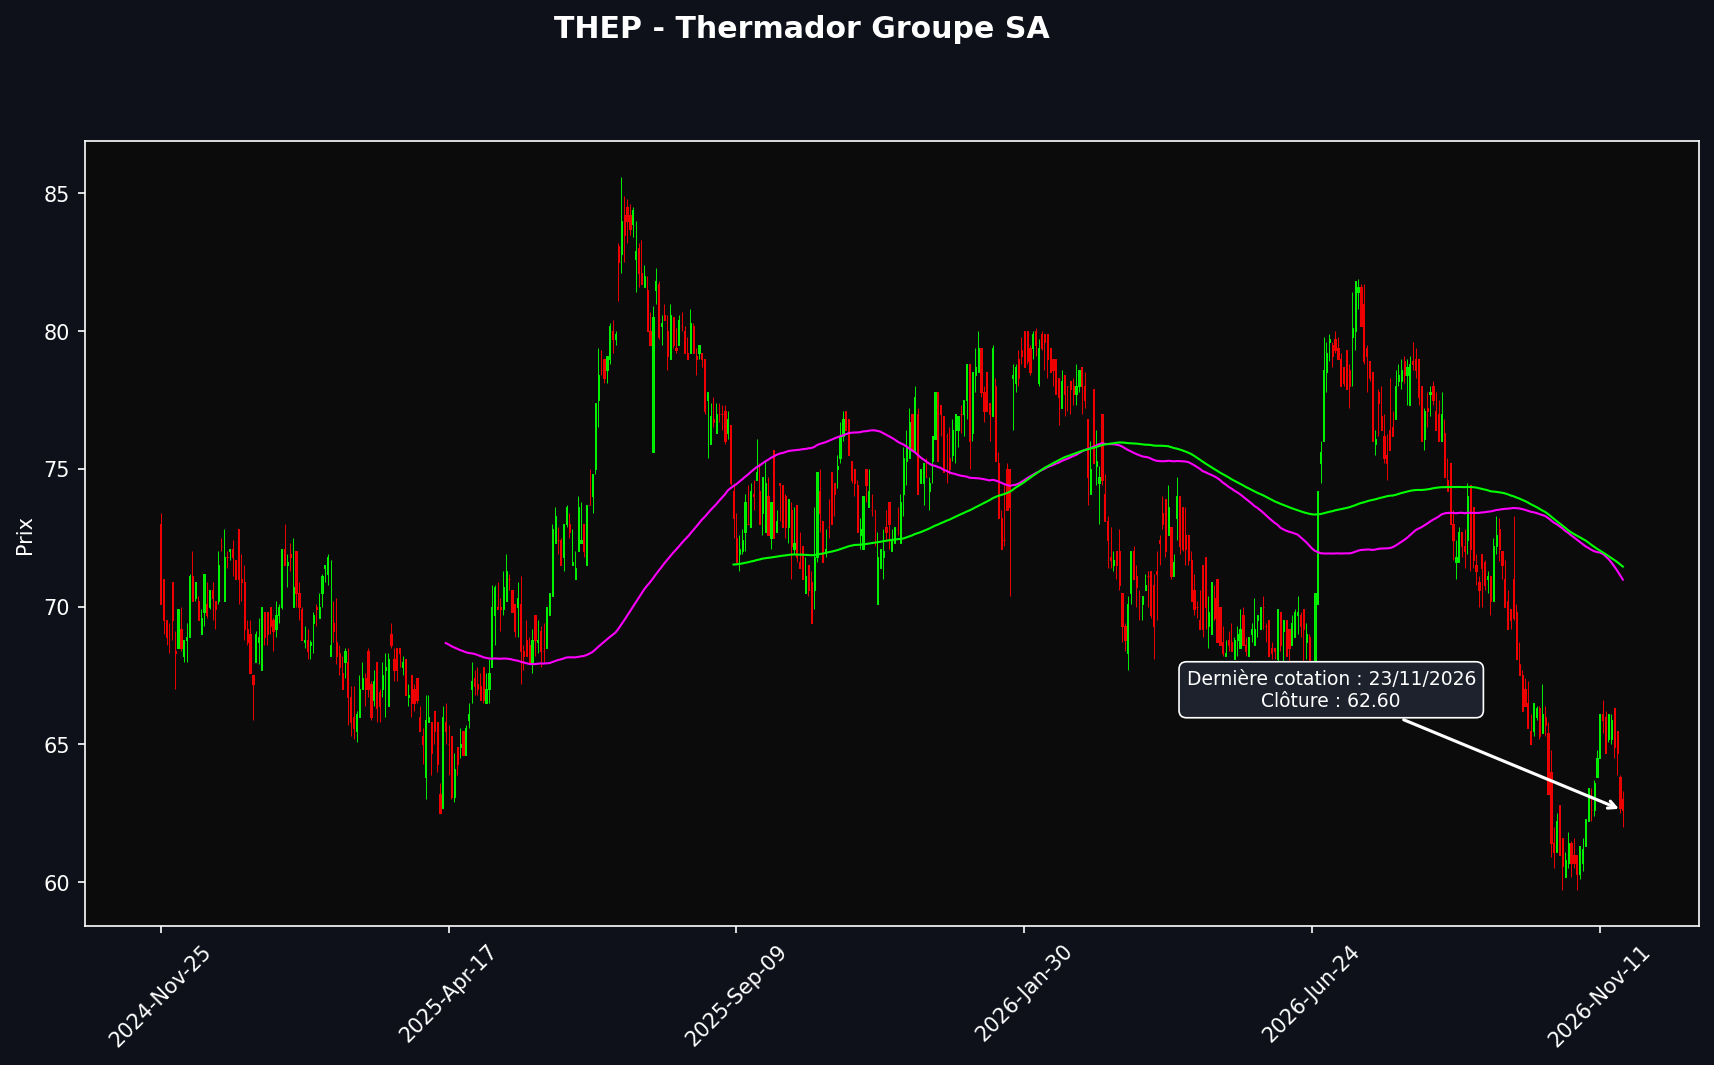 THEP - Thermador Groupe SA
Prix
85
80
75
70
65
60
Dernière cotation : 23/11/2026
Clôture : 62.60
2024-Nov-25
2025-Apr-17
2025-Sep-09
2026-Jan-30
2026-Jun-24
2026-Nov-11